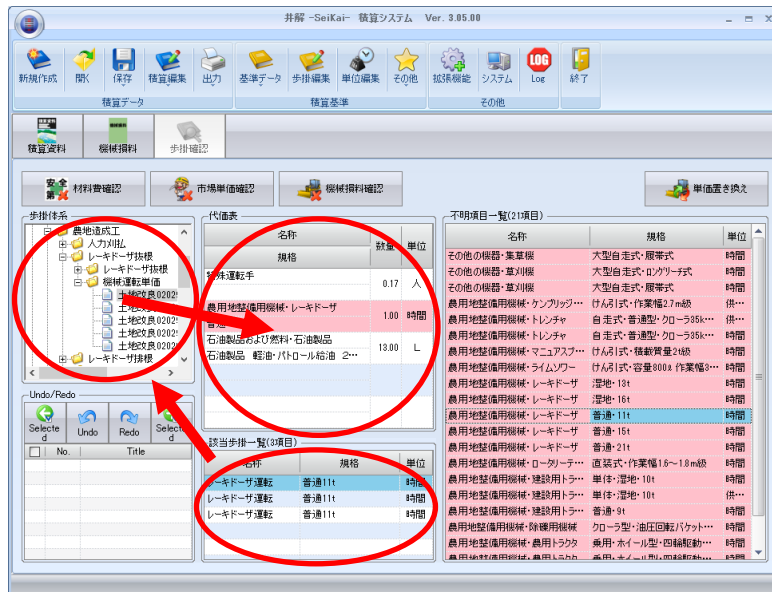 井解 -SeiKai- 積算システム Ver. 3.05.00
新規作成 開く 保存 積算編集 出力 基準データ 歩掛編集 単位編集 その他 拡張機能 システム Log 終了
LOG
積算データ 積算基準 その他
積算資料 機械損料 歩掛確認
安全第 材料費確認 市場単価確認 機械損料確認 単価置き換え
歩掛体系
農地造成工
人力刈払
レーキドーザ抜根
レーキドーザ抜根
機械運転単価
土地改良0202
土地改良0202
土地改良0202
土地改良0202
レーキドーザ排根
代価表
名称 数量 単位
規格
特殊運転手
0.17 人
農用地整備用機械・レーキドーザ
1.00 時間
普通
石油製品および燃料・石油製品
13.00 L
石油製品 軽油・パトロール給油 2…
Undo/Redo
Selected Undo Redo Selected
No. Title
該当歩掛一覧(3項目)
名称 規格 単位
レーキドーザ運転 普通11t 時間
レーキドーザ運転 普通11t 時間
レーキドーザ運転 普通11t 時間
不明項目一覧(21項目)
名称 規格 単位
その他の機器・集草機 大型自走式・履帯式 時間
その他の機器・草刈機 大型自走式・ロングリーチ式 時間
その他の機器・草刈機 大型自走式・履帯式 時間
農用地整備用機械・ケンブリッジ… けん引式・作業幅2.7m級 供…
農用地整備用機械・トレンチャ 自走式・普通型・クローラ35k… 時間
農用地整備用機械・トレンチャ 自走式・普通型・クローラ35k… 供…
農用地整備用機械・マニュアスプ… けん引式・積載質量2t級 時間
農用地整備用機械・ライムソワー けん引式・容量800ℓ 作業幅3… 時間
農用地整備用機械・レーキドーザ 湿地・13t 時間
農用地整備用機械・レーキドーザ 湿地・16t 時間
農用地整備用機械・レーキドーザ 普通・11t 時間
農用地整備用機械・レーキドーザ 普通・15t 時間
農用地整備用機械・レーキドーザ 普通・21t 時間
農用地整備用機械・ロータリーテ… 直装式・作業幅1.6～1.8m級 時間
農用地整備用機械・建設用トラ… 単体・湿地・10t 時間
農用地整備用機械・建設用トラ… 単体・湿地・10t 供…
農用地整備用機械・建設用トラ… 普通・9t 時間
農用地整備用機械・除礫用機械 クローラ型・油圧回転バケット… 時間
農用地整備用機械・農用トラクタ 乗用・ホイール型・四輪駆動… 時間
農用地整備用機械・農用トラクタ 乗用・ホイール型・四輪駆動… 時間